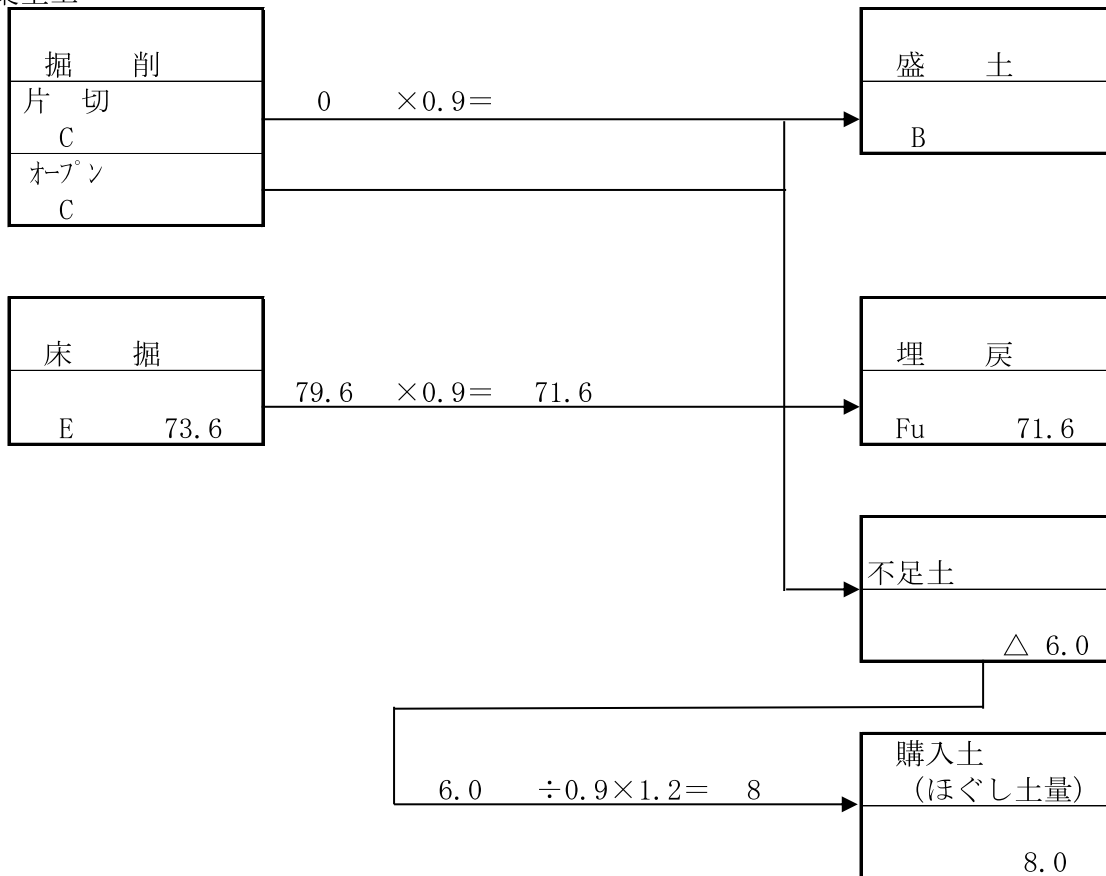 掘　　削
片　切
C
ｵｰﾌﾟﾝ
C
0　×0.9＝
盛　　土
B
床　　掘
E　73.6
79.6　×0.9＝　71.6
埋　　戻
Fu　71.6
不足土
△ 6.0
6.0　÷0.9×1.2＝　8
購入土
(ほぐし土量)
8.0